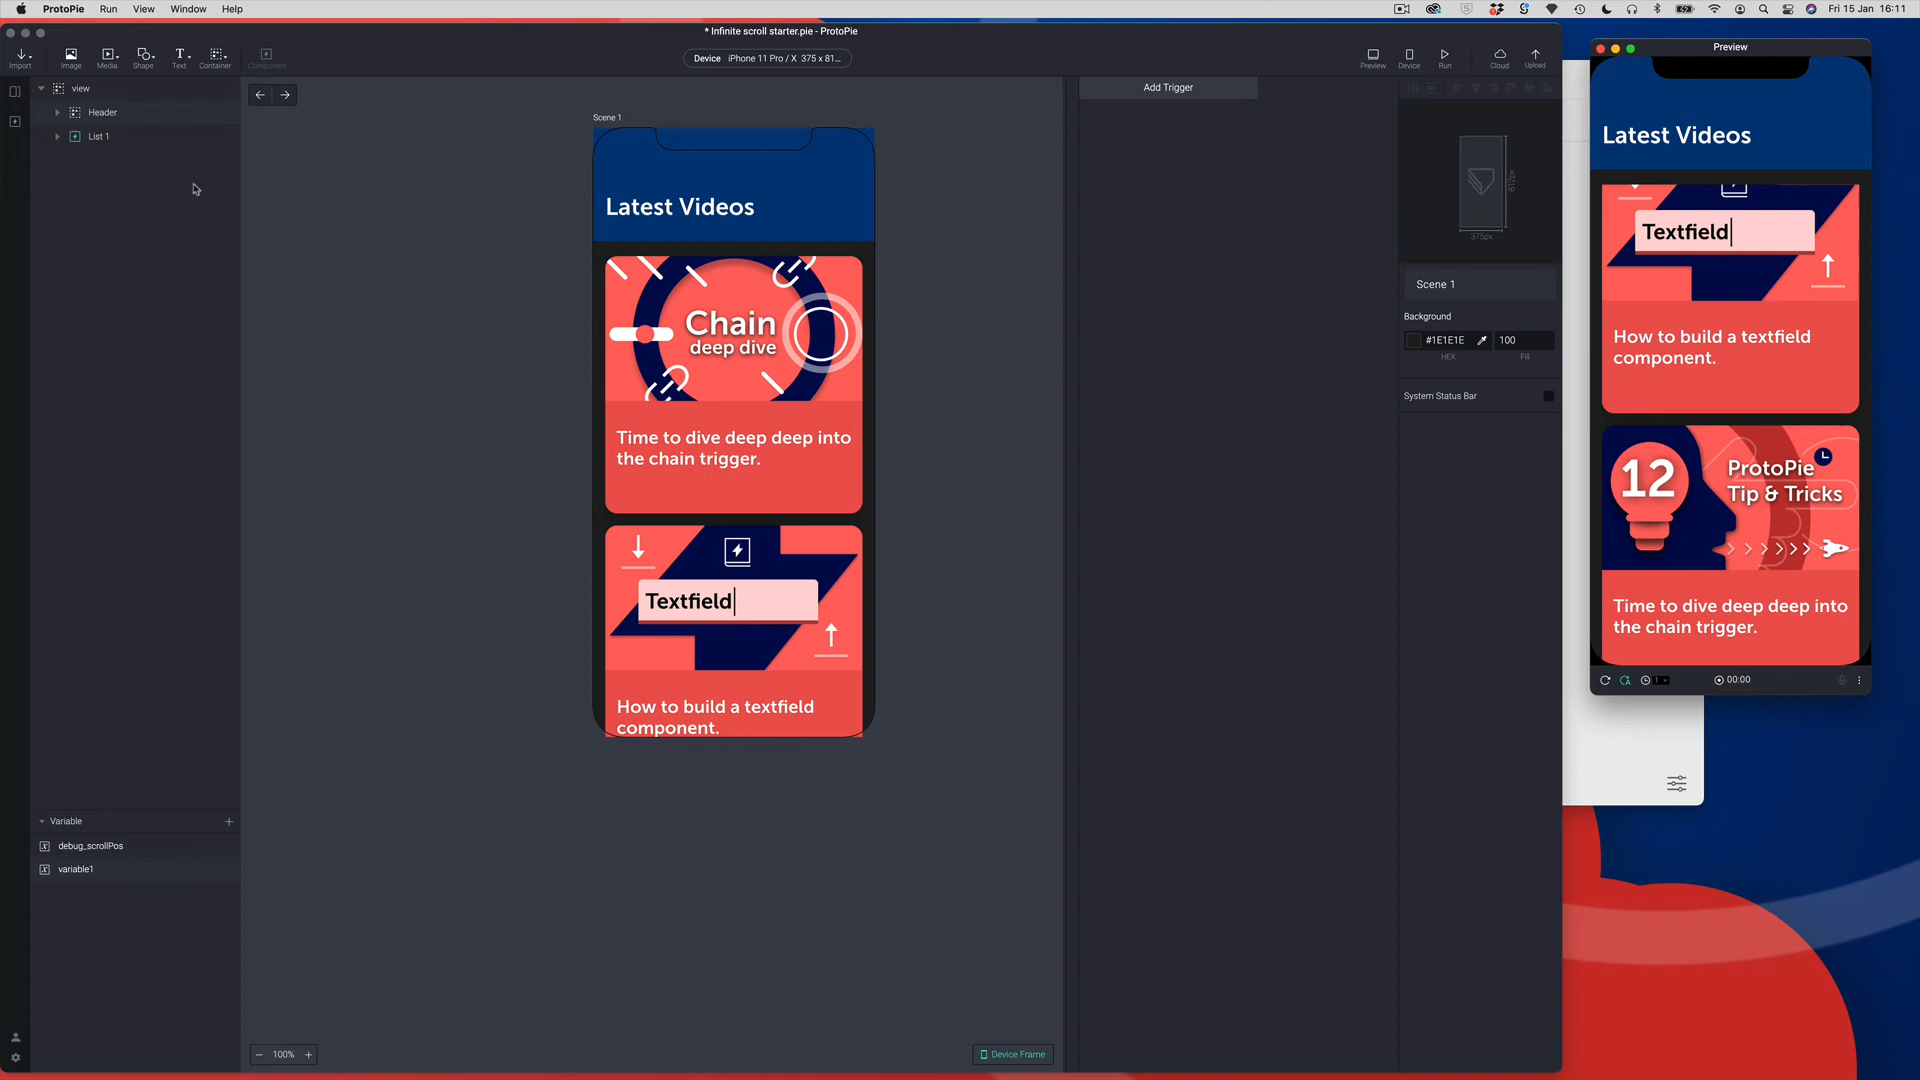 ProtoPie Run View Window Help
Fri 15 Jan 16:11
* Infinite scroll starter.pie - ProtoPie
Import Image Media Shape Text Container Component
Device iPhone 11 Pro / X 375 x 81...
Preview Device Run Cloud Upload
view
Header
List 1
Scene 1
Latest Videos
Chain
deep dive
Time to dive deep deep into
the chain trigger.
Textfield
How to build a textfield
component.
Variable
debug_scrollPos
variable1
100%
Device Frame
Add Trigger
812px
375px
Scene 1
Background
#1E1E1E 100
HEX Fill
System Status Bar
Preview
Latest Videos
Textfield
How to build a textfield
component.
12
ProtoPie
Tip & Tricks
Time to dive deep deep into
the chain trigger.
1
00:00